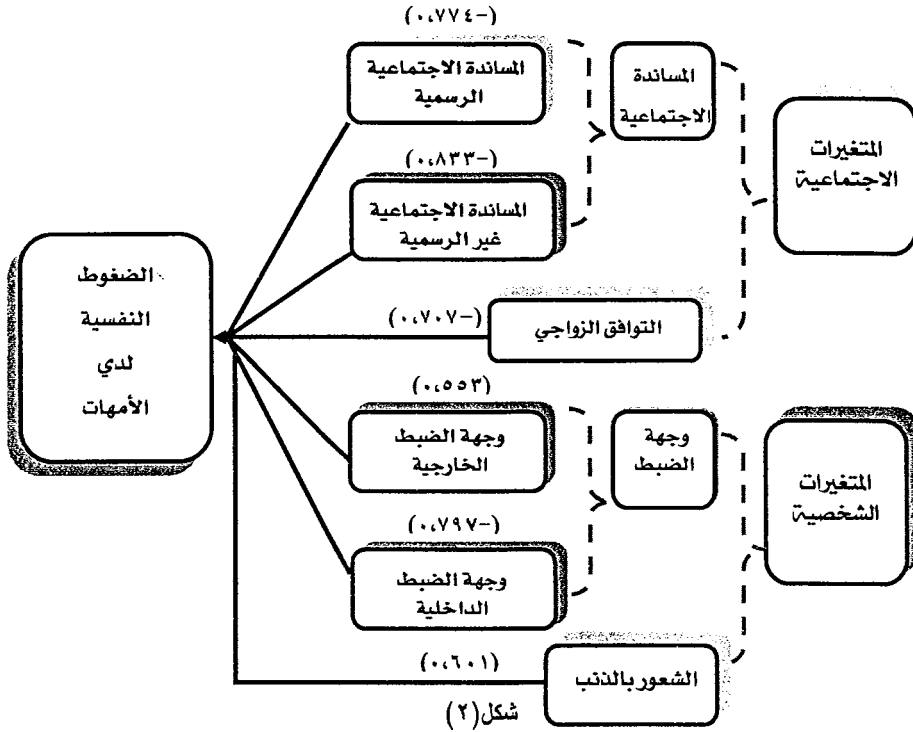 (-٠،٧٧٤)
المساندة الاجتماعية
الرسمية
المساندة
الاجتماعية
المتغيرات
الاجتماعية
(-٠،٨٣٣)
المساندة الاجتماعية
غير الرسمية
(-٠،٧٠٧)
التوافق الزواجي
الضغوط
النفسية
لدي
الأمهات
(٠،٥٥٣)
وجهة الضبط
الخارجية
وجهة
الضبط
المتغيرات
الشخصية
(-٠،٧٩٧)
وجهة الضبط
الداخلية
(٠،٦٠١)
الشعور بالذنب
شكل(٢)